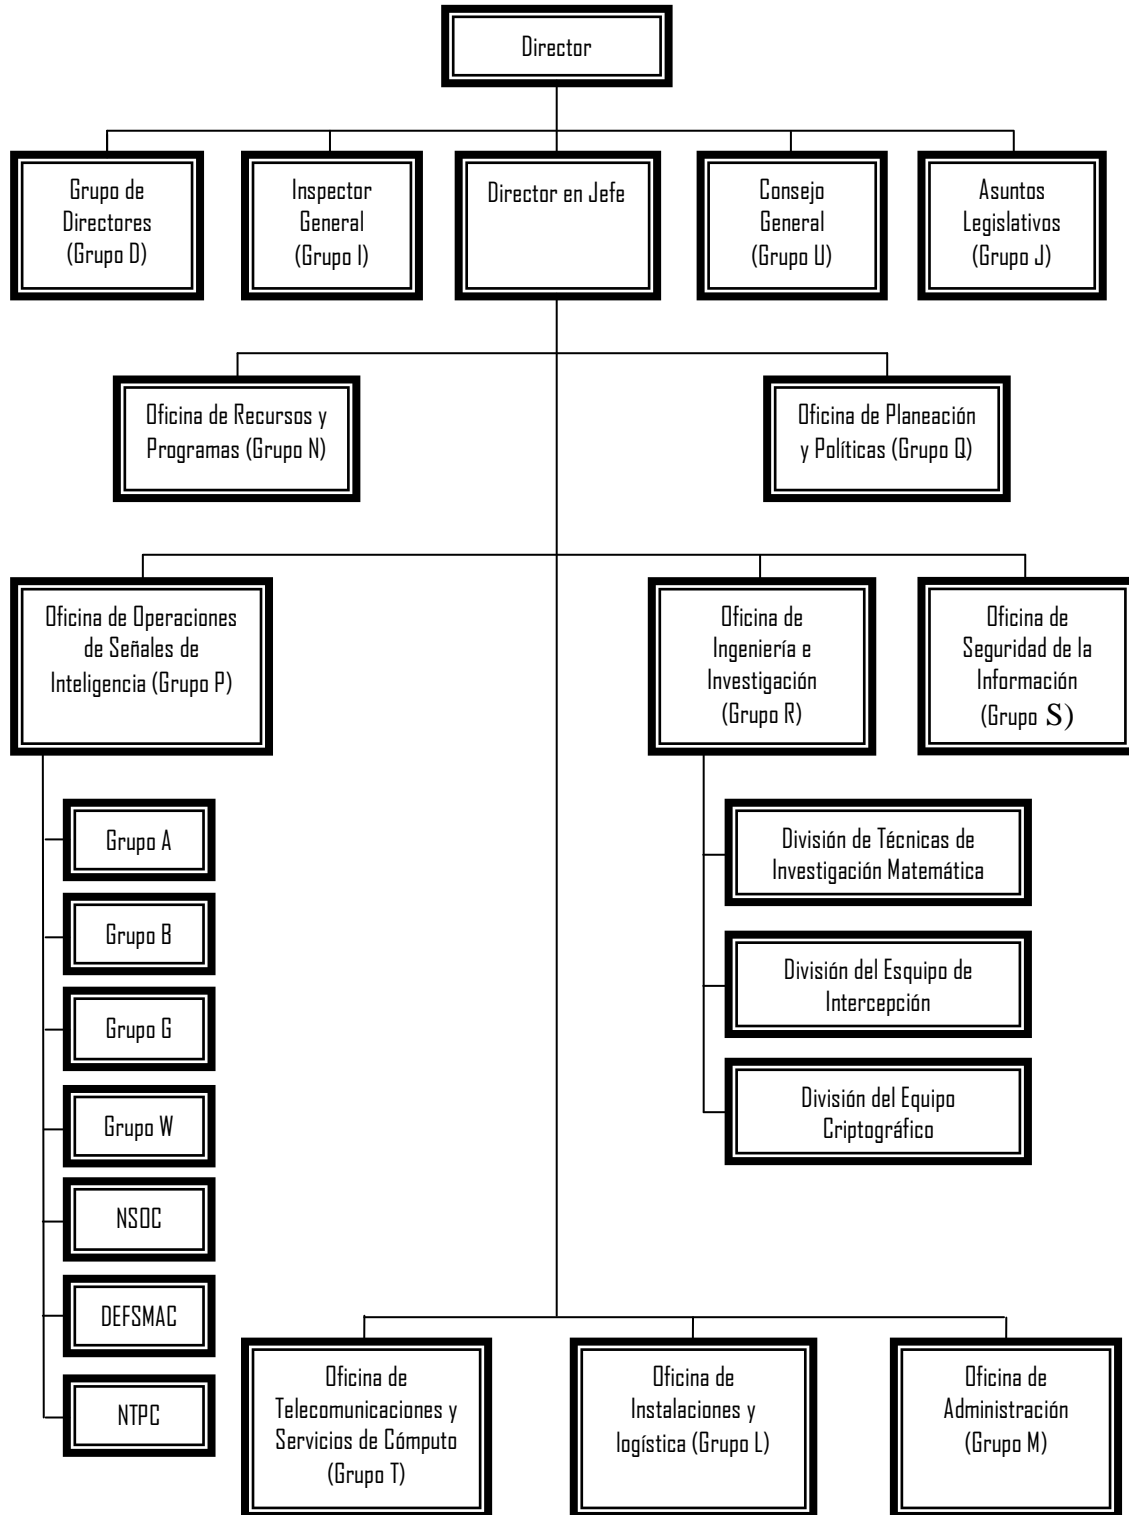 Director
Grupo de
Directores
(Grupo D)
Inspector
General
(Grupo I)
Director en Jefe
Consejo
General
(Grupo U)
Asuntos
Legislativos
(Grupo J)
Oficina de Recursos y
Programas (Grupo N)
Oficina de Planeación
y Políticas (Grupo Q)
Oficina de Operaciones
de Señales de
Inteligencia (Grupo P)
Oficina de
Ingeniería e
Investigación
(Grupo R)
Oficina de
Seguridad de la
Información
(Grupo S)
Grupo A
Grupo B
Grupo G
Grupo W
NSOC
DEFSMAC
NTPC
División de Técnicas de
Investigación Matemática
División del Esquipo de
Intercepción
División del Equipo
Criptográfico
Oficina de
Telecomunicaciones y
Servicios de Cómputo
(Grupo T)
Oficina de
Instalaciones y
logística (Grupo L)
Oficina de
Administración
(Grupo M)